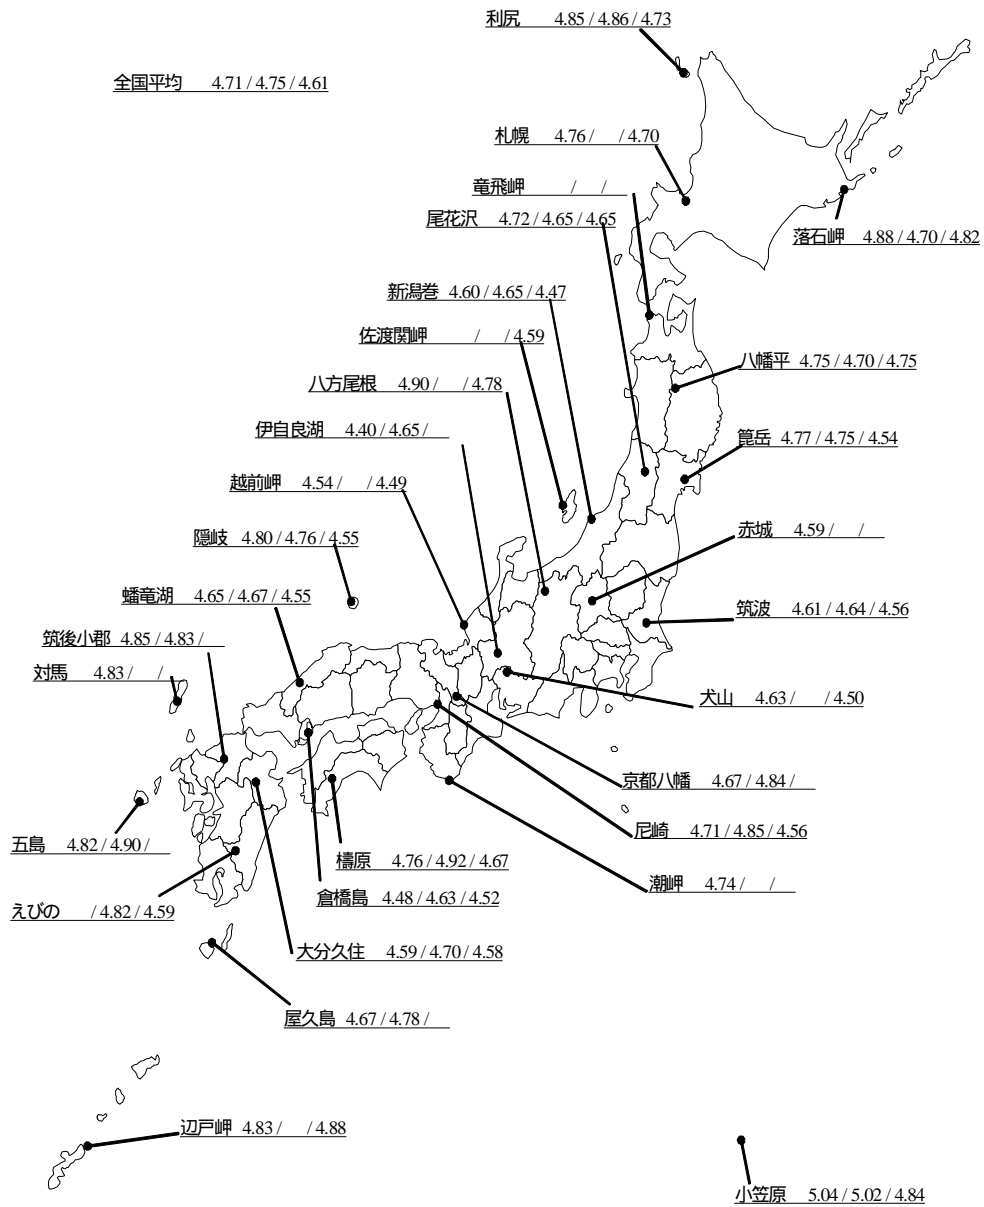 利尻 4.85 / 4.86 / 4.73
全国平均 4.71 / 4.75 / 4.61
札幌 4.76 / / 4.70
竜飛岬 / /
尾花沢 4.72 / 4.65 / 4.65
落石岬 4.88 / 4.70 / 4.82
新潟巻 4.60 / 4.65 / 4.47
佐渡関岬 / / 4.59
八幡平 4.75 / 4.70 / 4.75
八方尾根 4.90 / / 4.78
伊自良湖 4.40 / 4.65 /
箆岳 4.77 / 4.75 / 4.54
越前岬 4.54 / / 4.49
赤城 4.59 / /
隠岐 4.80 / 4.76 / 4.55
蟠竜湖 4.65 / 4.67 / 4.55
筑波 4.61 / 4.64 / 4.56
筑後小郡 4.85 / 4.83 /
対馬 4.83 / /
犬山 4.63 / / 4.50
京都八幡 4.67 / 4.84 /
尼崎 4.71 / 4.85 / 4.56
五島 4.82 / 4.90 /
檮原 4.76 / 4.92 / 4.67
潮岬 4.74 / /
倉橋島 4.48 / 4.63 / 4.52
えびの / 4.82 / 4.59
大分久住 4.59 / 4.70 / 4.58
屋久島 4.67 / 4.78 /
辺戸岬 4.83 / / 4.88
小笠原 5.04 / 5.02 / 4.84